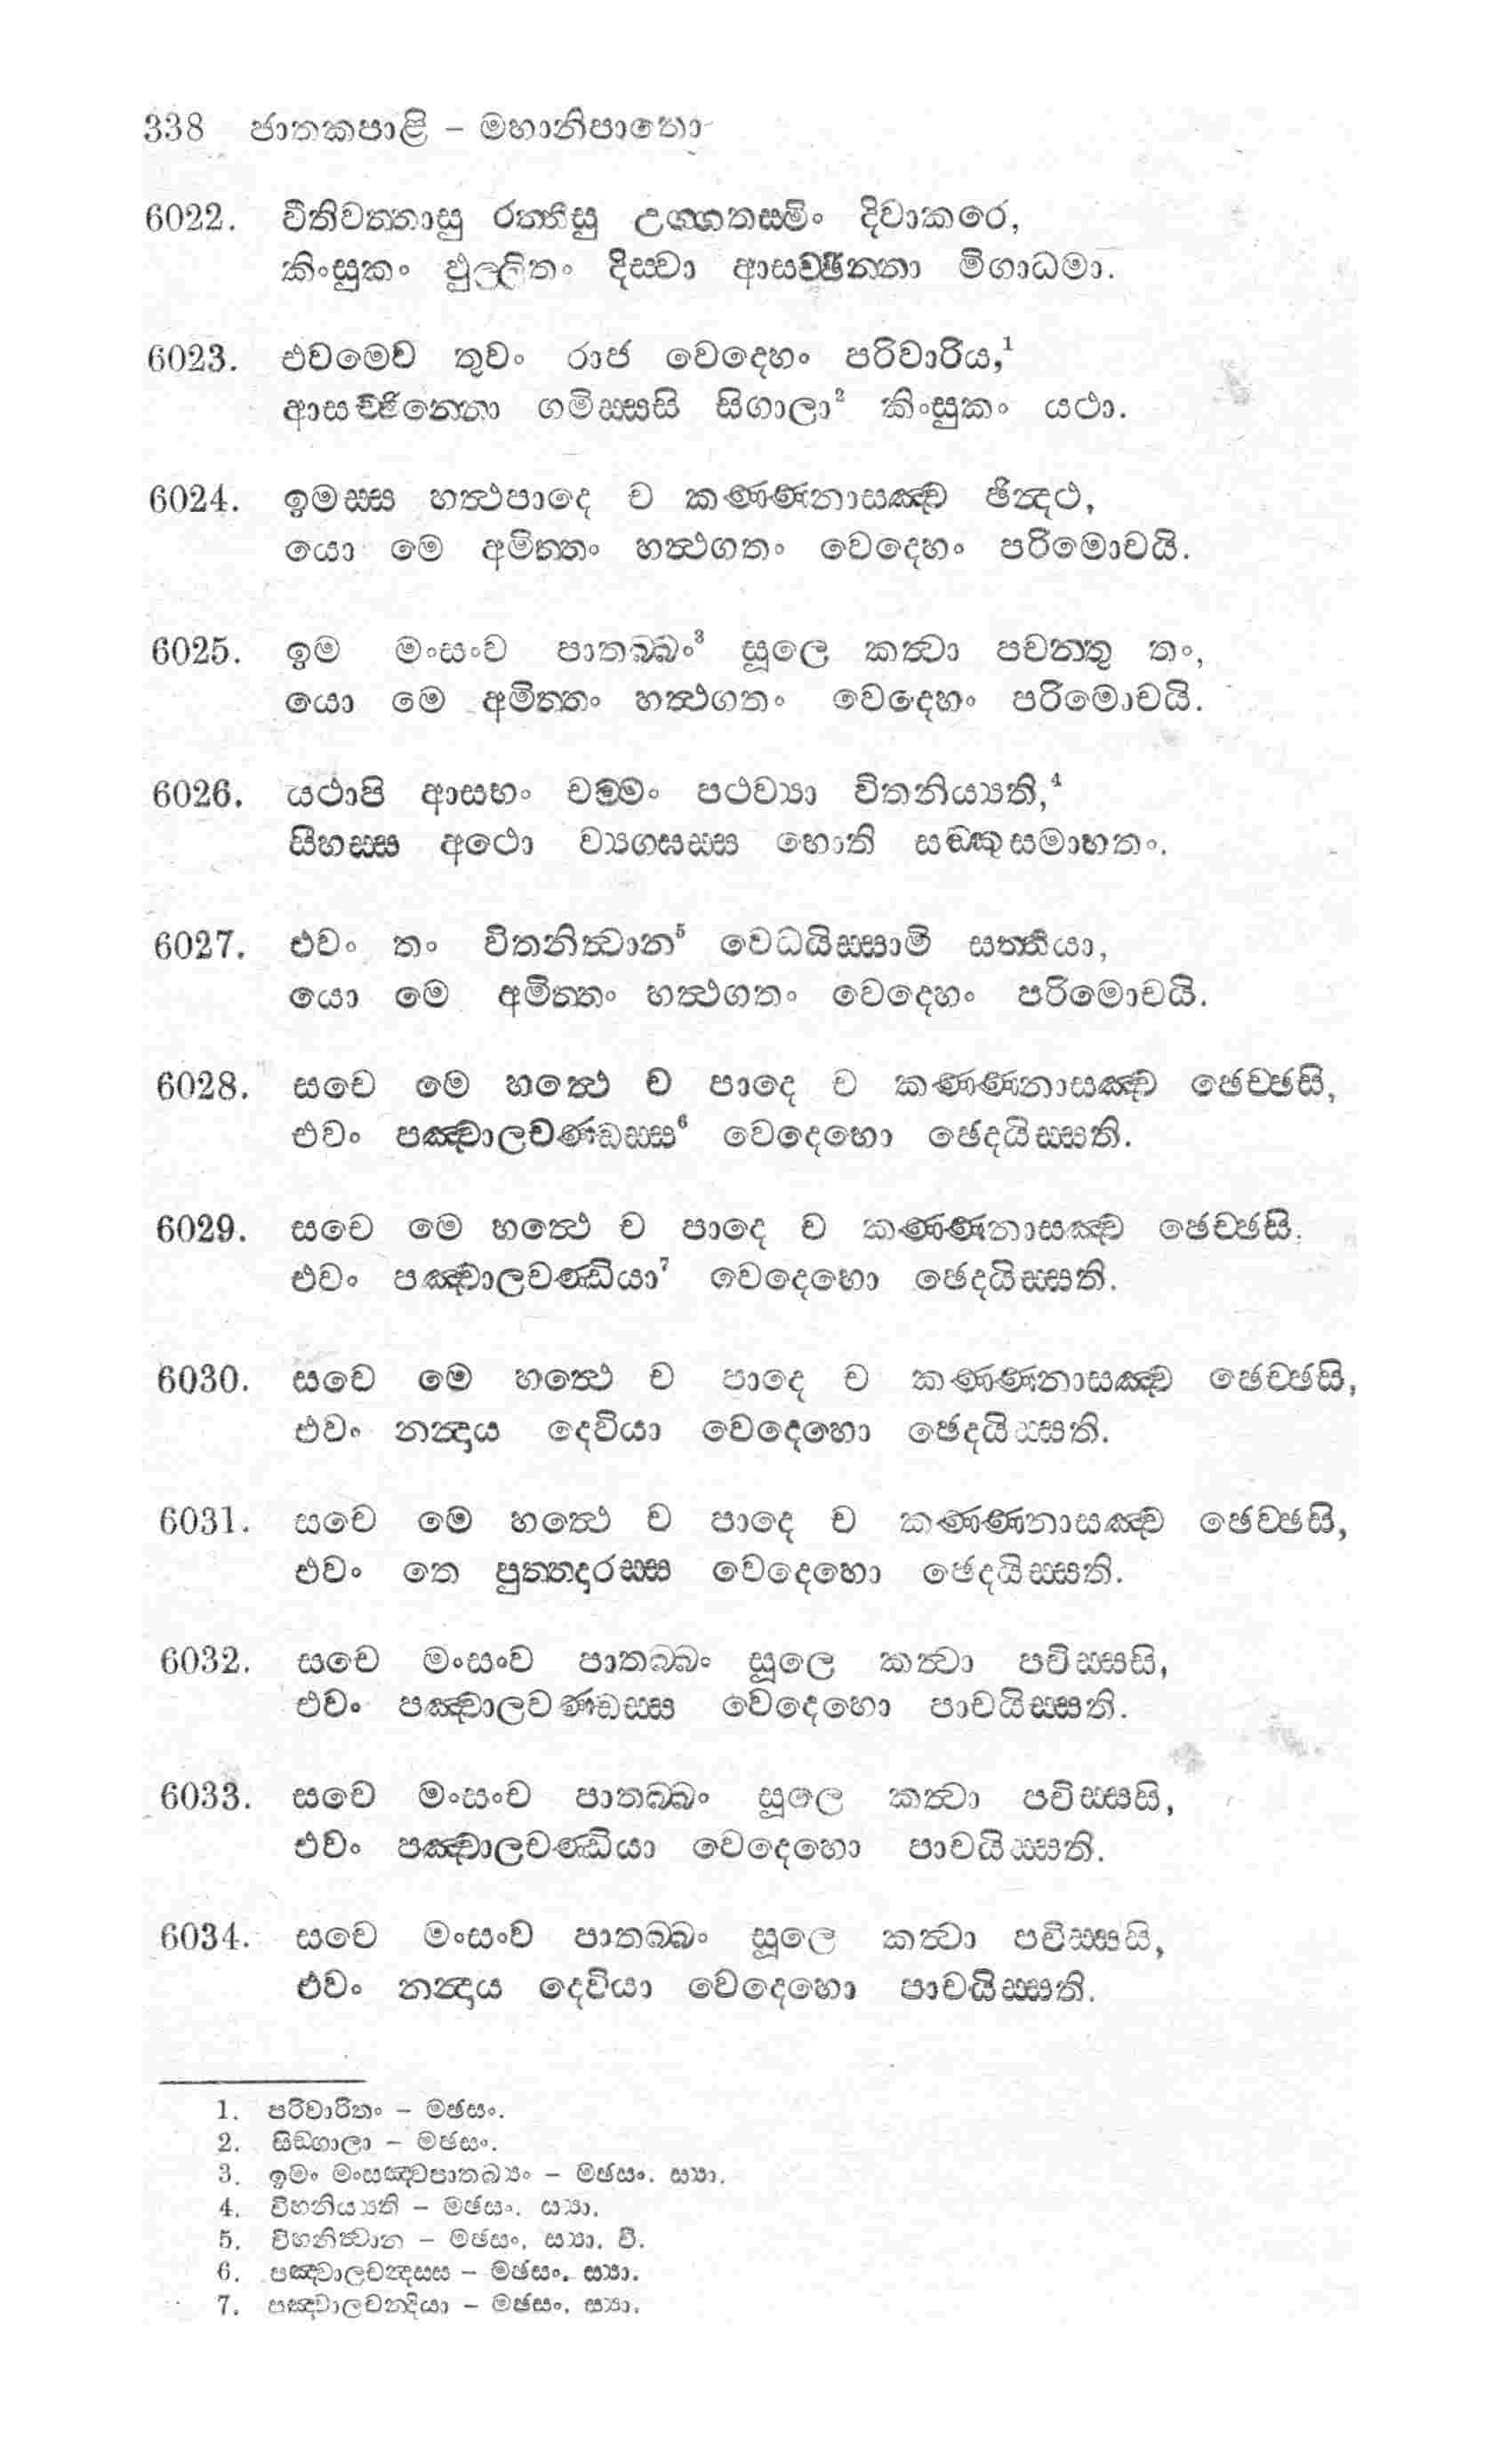 338 ජාතකපාළි – මහානිපාතො
6022. වීතිවත්තාසු රත්තීසු උග්ගතස්මිං දිවාකරෙ,
කිංසුකං ඵුල්ලිතං දිස්වා ආසච්ඡින්නා මිගාධමා.
6023. එවමෙව තුවං රාජ වෙදෙහං පරිවාරිය,¹
ආසච්ඡින්නො ගමිස්සසි සිගාලා² කිංසුකං යථා.
6024. ඉමස්ස හත්ථපාදෙ ච කණ්ණනාසඤ්ච ඡින්දථ,
යො මෙ අමිත්තං හත්ථගතං වෙදෙහං පරිමොචයි.
6025. ඉම මංසංව පාතබ්බං³ සූලෙ කත්වා පචන්තු තං,
යො මෙ අමිත්තං හත්ථගතං වෙදෙහං පරිමොචයි.
6026. යථාපි ආසභං චම්මං පථව්‍යා විතනිය්‍යති,⁴
සීහස්ස අථො ව්‍යග්ඝස්ස හොති සඞ්කුසමාහතං.
6027. එවං තං විතනිත්වාන⁵ වෙධයිස්සාමි සත්තියා,
යො මෙ අමිත්තං හත්ථගතං වෙදෙහං පරිමොචයි.
6028. සචෙ මෙ හත්ථෙ ච පාදෙ ච කණ්ණනාසඤ්ච ඡෙච්ඡසි,
එවං පඤ්චාලචණ්ඩස්ස⁶ වෙදෙහො ඡෙදයිස්සති.
6029. සචෙ මෙ හත්ථෙ ච පාදෙ ච කණ්ණනාසඤ්ච ඡෙච්ඡසි,
එවං පඤ්චාලචණ්ඩියා⁷ වෙදෙහො ඡෙදයිස්සති.
6030. සචෙ මෙ හත්ථෙ ච පාදෙ ච කණ්ණනාසඤ්ච ඡෙච්ඡසි,
එවං නන්දාය දෙවියා වෙදෙහො ඡෙදයිස්සති.
6031. සචෙ මෙ හත්ථෙ ච පාදෙ ච කණ්ණනාසඤ්ච ඡෙච්ඡසි,
එවං තෙ පුත්තදාරස්ස වෙදෙහො ඡෙදයිස්සති.
6032. සචෙ මංසංව පාතබ්බං සූලෙ කත්වා පචිස්සසි,
එවං පඤ්චාලචණ්ඩස්ස වෙදෙහො පාචයිස්සති.
6033. සචෙ මංසංව පාතබ්බං සූලෙ කත්වා පචිස්සසි,
එවං පඤ්චාලචණ්ඩියා වෙදෙහො පාචයිස්සති.
6034. සචෙ මංසංව පාතබ්බං සූලෙ කත්වා පචිස්සසි,
එවං නන්දාය දෙවියා වෙදෙහො පාචයිස්සති.
1. පරිවාරිතං – මඡසං.
2. සිඞ්ගාලා – මඡසං.
3. ඉමං මංසඤ්චපාතබ්‍යං – මඡසං. ස්‍යා.
4. විහනිය්‍යති – මඡසං. ස්‍යා.
5. විහනිත්වාන – මඡසං. ස්‍යා. වි.
6. පඤ්චාලචන්දස්ස – මඡසං. ස්‍යා.
7. පඤ්චාලචන්දියා – මඡසං. ස්‍යා.